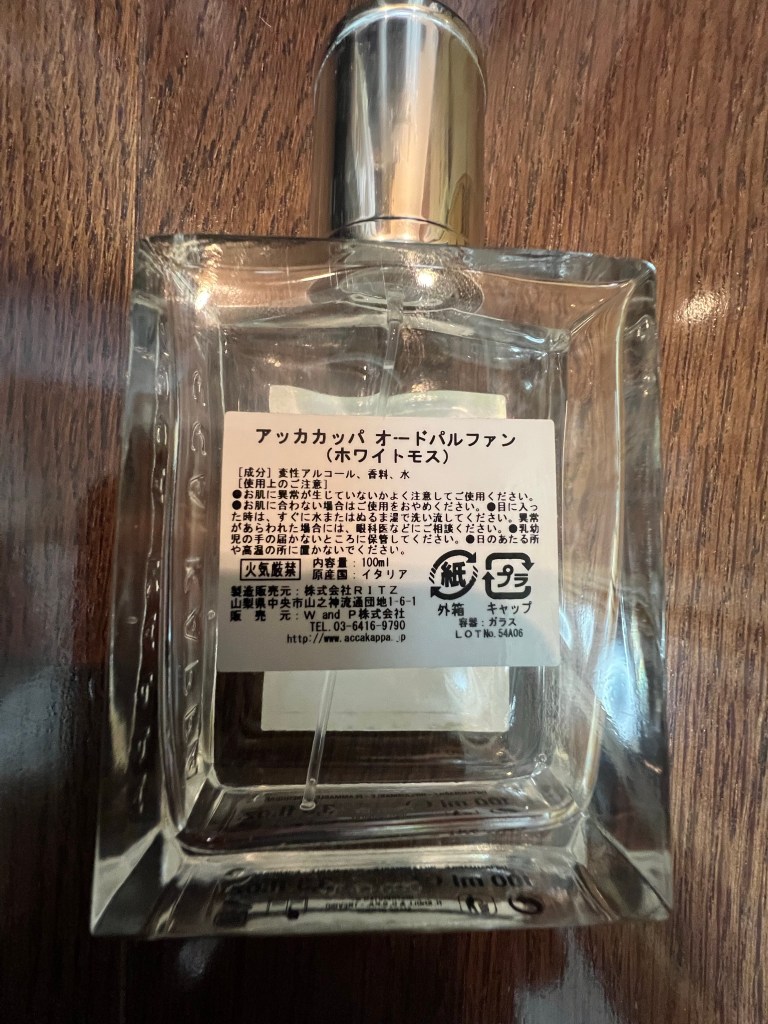 アッカカッパ オードパルファン
(ホワイトモス)
[成分] 変性アルコール、香料、水
[使用上のご注意]
●お肌に異常が生じていないかよく注意してご使用ください。
●お肌に合わない場合はご使用をおやめください。●目に入っ
た時は、すぐに水またはぬるま湯で洗い流してください。異常
があらわれた場合には、眼科医などにご相談ください。●乳幼
児の手の届かないところに保管してください。●日のあたる所
や高温の所に置かないでください。
火気厳禁 内容量:100ml
原産国:イタリア
製造販売元:株式会社RITZ
山梨県中央市山之神流通団地1-6-1
販 売 元:W and P株式会社
TEL.03-6416-9790
http://www.accakappa.jp
紙 プラ
外箱 キャップ
容器:ガラス
LOTNo.54A06
100 ml